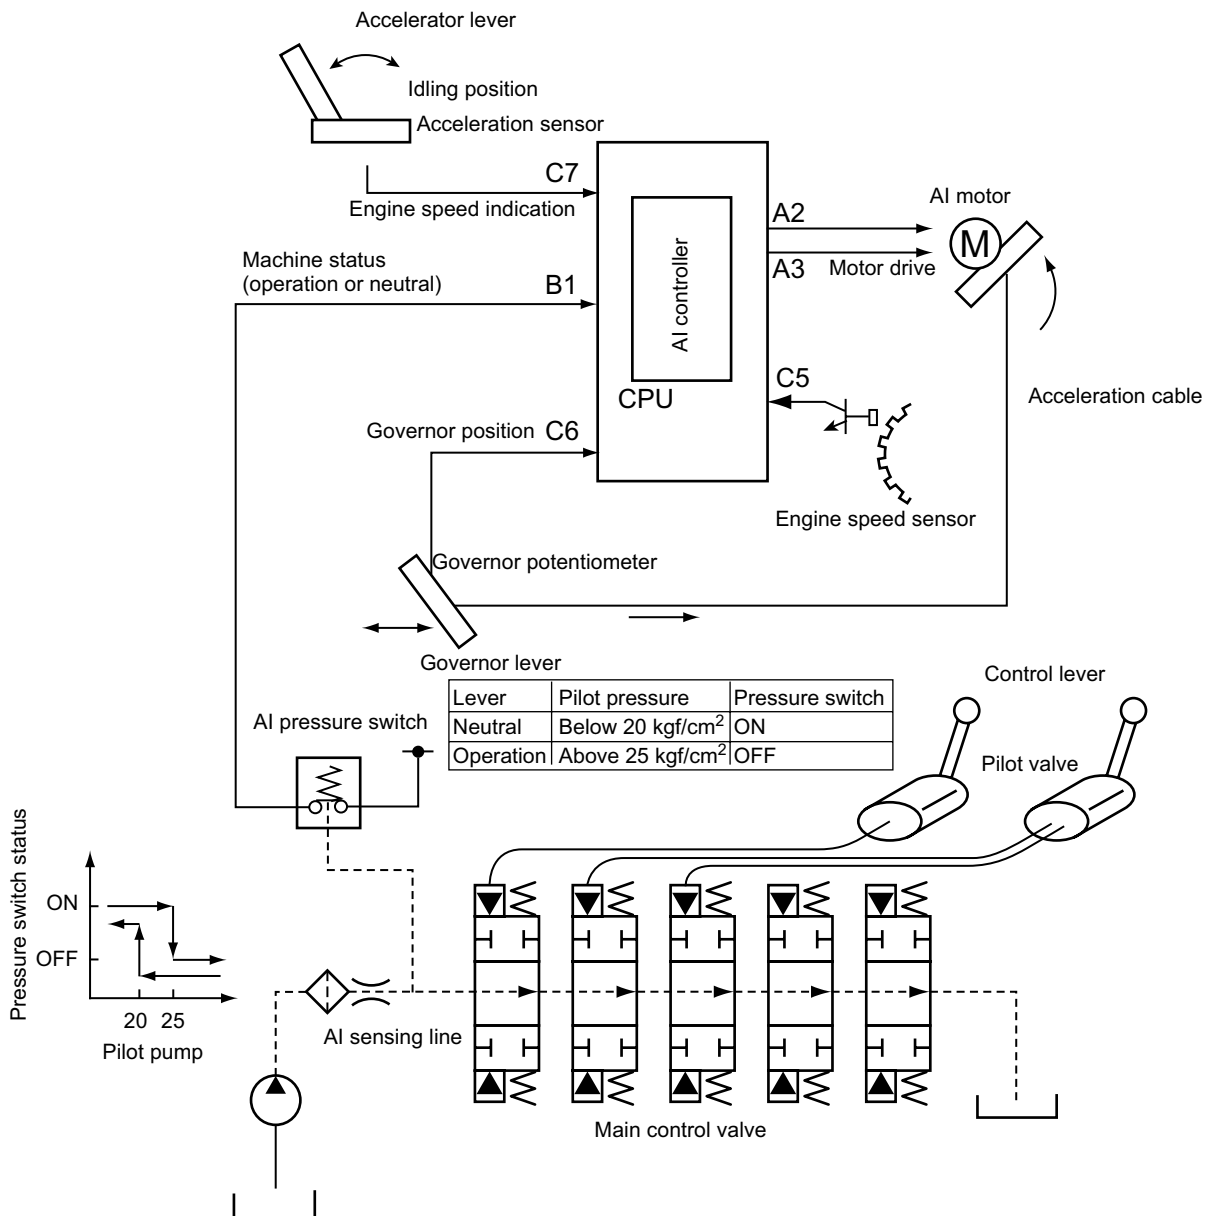 Accelerator lever
Idling position
Acceleration sensor
C7
Engine speed indication
Machine status
(operation or neutral)
B1
AI controller
CPU
A2
A3
Motor drive
AI motor
M
C5
Acceleration cable
Engine speed sensor
Governor position C6
Governor potentiometer
Governor lever
Lever Pilot pressure Pressure switch
Neutral Below 20 kgf/cm² ON
Operation Above 25 kgf/cm² OFF
AI pressure switch
Control lever
Pilot valve
Pressure switch status
ON
OFF
20 25
Pilot pump
AI sensing line
Main control valve